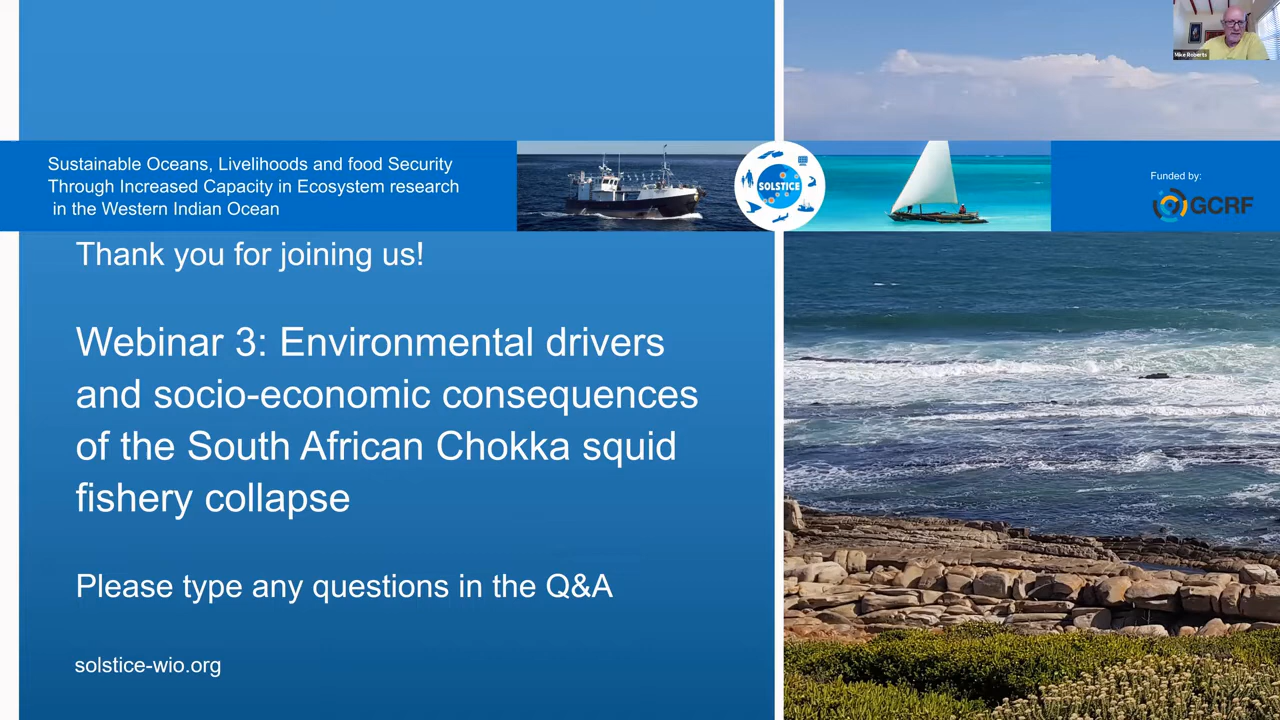 Mike Roberts
Sustainable Oceans, Livelihoods and food Security
Through Increased Capacity in Ecosystem research
in the Western Indian Ocean
SOLSTICE
Funded by:
GCRF
Thank you for joining us!
Webinar 3: Environmental drivers
and socio-economic consequences
of the South African Chokka squid
fishery collapse
Please type any questions in the Q&A
solstice-wio.org